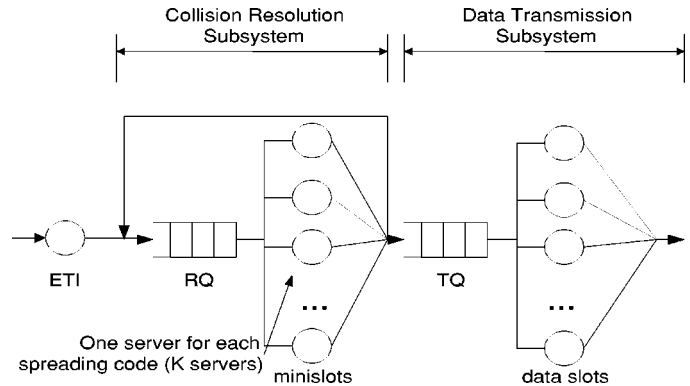 Collision Resolution
Subsystem
Data Transmission
Subsystem
ETI
RQ
TQ
...
...
One server for each
spreading code (K servers)
minislots
data slots